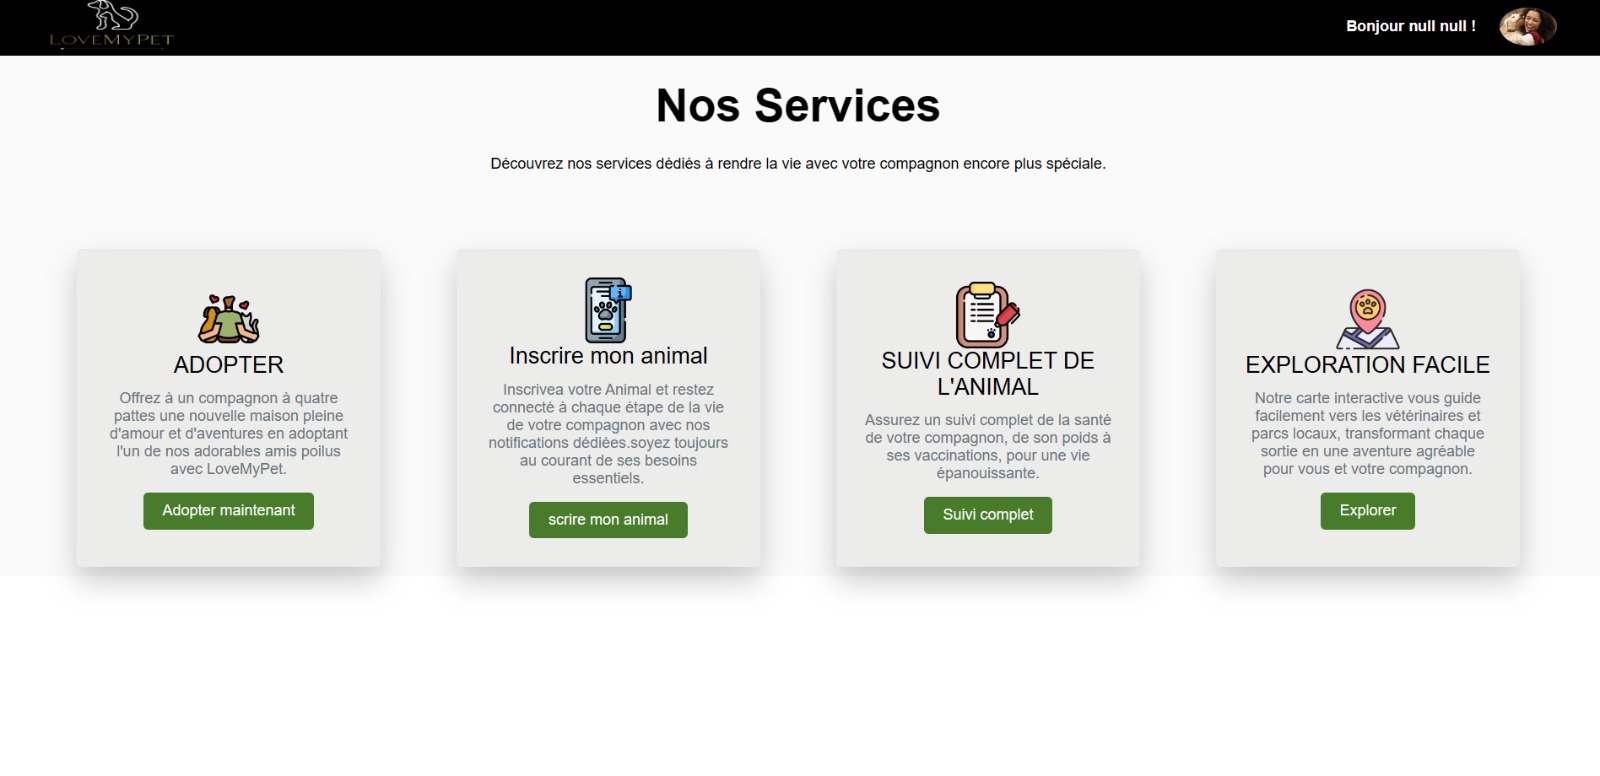 LOVEMYPET
Bonjour null null !
Nos Services
Découvrez nos services dédiés à rendre la vie avec votre compagnon encore plus spéciale.
ADOPTER
Offrez à un compagnon à quatre
pattes une nouvelle maison pleine
d'amour et d'aventures en adoptant
l'un de nos adorables amis poilus
avec LoveMyPet.
Adopter maintenant
Inscrire mon animal
Inscrivea votre Animal et restez
connecté à chaque étape de la vie
de votre compagnon avec nos
notifications dédiées.soyez toujours
au courant de ses besoins
essentiels.
scrire mon animal
SUIVI COMPLET DE
L'ANIMAL
Assurez un suivi complet de la santé
de votre compagnon, de son poids à
ses vaccinations, pour une vie
épanouissante.
Suivi complet
EXPLORATION FACILE
Notre carte interactive vous guide
facilement vers les vétérinaires et
parcs locaux, transformant chaque
sortie en une aventure agréable
pour vous et votre compagnon.
Explorer